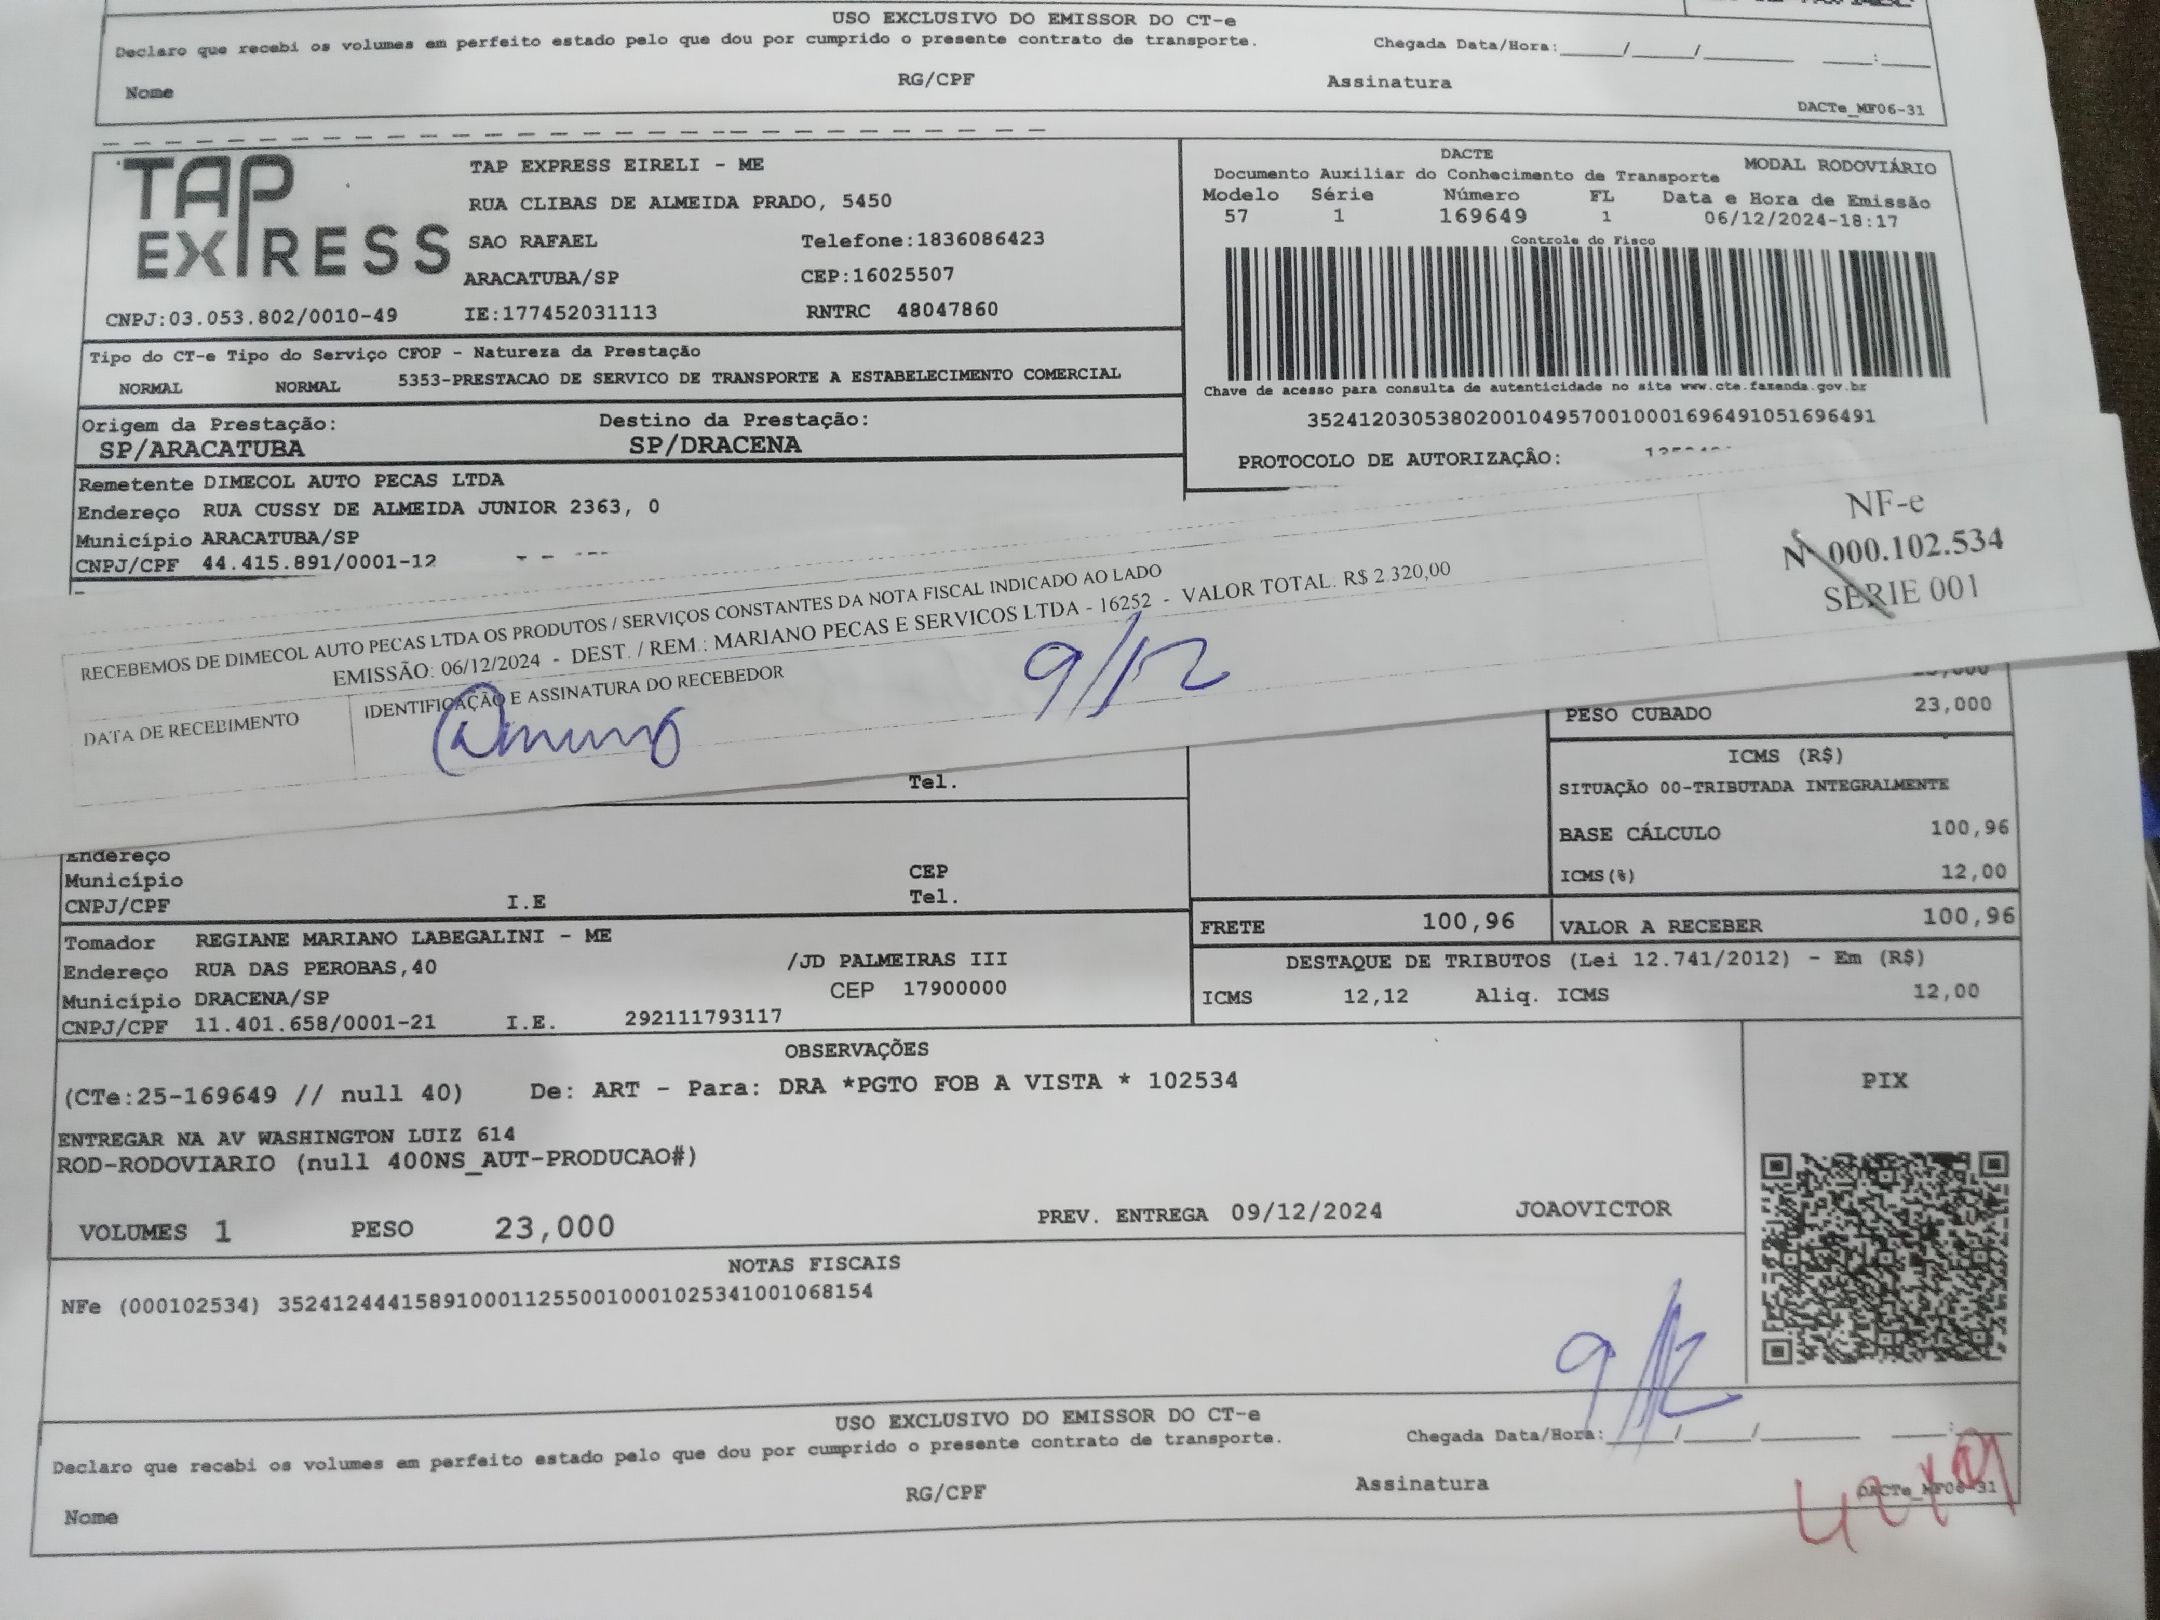 USO EXCLUSIVO DO EMISSOR DO CT-e
Declaro que recebi os volumes em perfeito estado pelo que dou por cumprido o presente contrato de transporte. Chegada Data/Hora:____/____/______ ___:___
Nome RG/CPF Assinatura
DACTe_MF06-31
TAP EXPRESS
TAP EXPRESS EIRELI - ME
RUA CLIBAS DE ALMEIDA PRADO, 5450
SAO RAFAEL Telefone:1836086423
ARACATUBA/SP CEP:16025507
CNPJ:03.053.802/0010-49 IE:177452031113 RNTRC 48047860
DACTE MODAL RODOVIÁRIO
Documento Auxiliar do Conhecimento de Transporte
Modelo Série Número FL Data e Hora de Emissão
57 1 169649 1 06/12/2024-18:17
Controle do Fisco
Chave de acesso para consulta de autenticidade no site www.cte.fazenda.gov.br
35241203053802001049570010001696491051696491
PROTOCOLO DE AUTORIZAÇÃO:
Tipo do CT-e Tipo do Serviço CFOP - Natureza da Prestação
NORMAL NORMAL 5353-PRESTACAO DE SERVICO DE TRANSPORTE A ESTABELECIMENTO COMERCIAL
Origem da Prestação: Destino da Prestação:
SP/ARACATUBA SP/DRACENA
Remetente DIMECOL AUTO PECAS LTDA
Endereço RUA CUSSY DE ALMEIDA JUNIOR 2363, 0
Município ARACATUBA/SP
CNPJ/CPF 44.415.891/0001-12
RECEBEMOS DE DIMECOL AUTO PECAS LTDA OS PRODUTOS / SERVIÇOS CONSTANTES DA NOTA FISCAL INDICADO AO LADO
EMISSÃO: 06/12/2024 - DEST. / REM.: MARIANO PECAS E SERVICOS LTDA - 16252 - VALOR TOTAL: R$ 2.320,00
DATA DE RECEBIMENTO IDENTIFICAÇÃO E ASSINATURA DO RECEBEDOR
9/12
NF-e
Nº 000.102.534
SÉRIE 001
PESO CUBADO 23,000
ICMS (R$)
SITUAÇÃO 00-TRIBUTADA INTEGRALMENTE
BASE CÁLCULO 100,96
ICMS(%) 12,00
Tel.
Endereço
Município CEP
CNPJ/CPF I.E Tel.
FRETE 100,96 VALOR A RECEBER 100,96
DESTAQUE DE TRIBUTOS (Lei 12.741/2012) - Em (R$)
ICMS 12,12 Aliq. ICMS 12,00
Tomador REGIANE MARIANO LABEGALINI - ME
Endereço RUA DAS PEROBAS,40 /JD PALMEIRAS III
Município DRACENA/SP CEP 17900000
CNPJ/CPF 11.401.658/0001-21 I.E. 292111793117
OBSERVAÇÕES
(CTe:25-169649 // null 40) De: ART - Para: DRA *PGTO FOB A VISTA * 102534
ENTREGAR NA AV WASHINGTON LUIZ 614
ROD-RODOVIARIO (null 400NS_AUT-PRODUCAO#)
VOLUMES 1 PESO 23,000 PREV. ENTREGA 09/12/2024 JOAOVICTOR
PIX
NOTAS FISCAIS
NFe (000102534) 35241244415891000112550010001025341001068154
9/12
USO EXCLUSIVO DO EMISSOR DO CT-e
Declaro que recebi os volumes em perfeito estado pelo que dou por cumprido o presente contrato de transporte. Chegada Data/Hora:____/____/______ ___:___
Nome RG/CPF Assinatura
DACTe_MF06-31